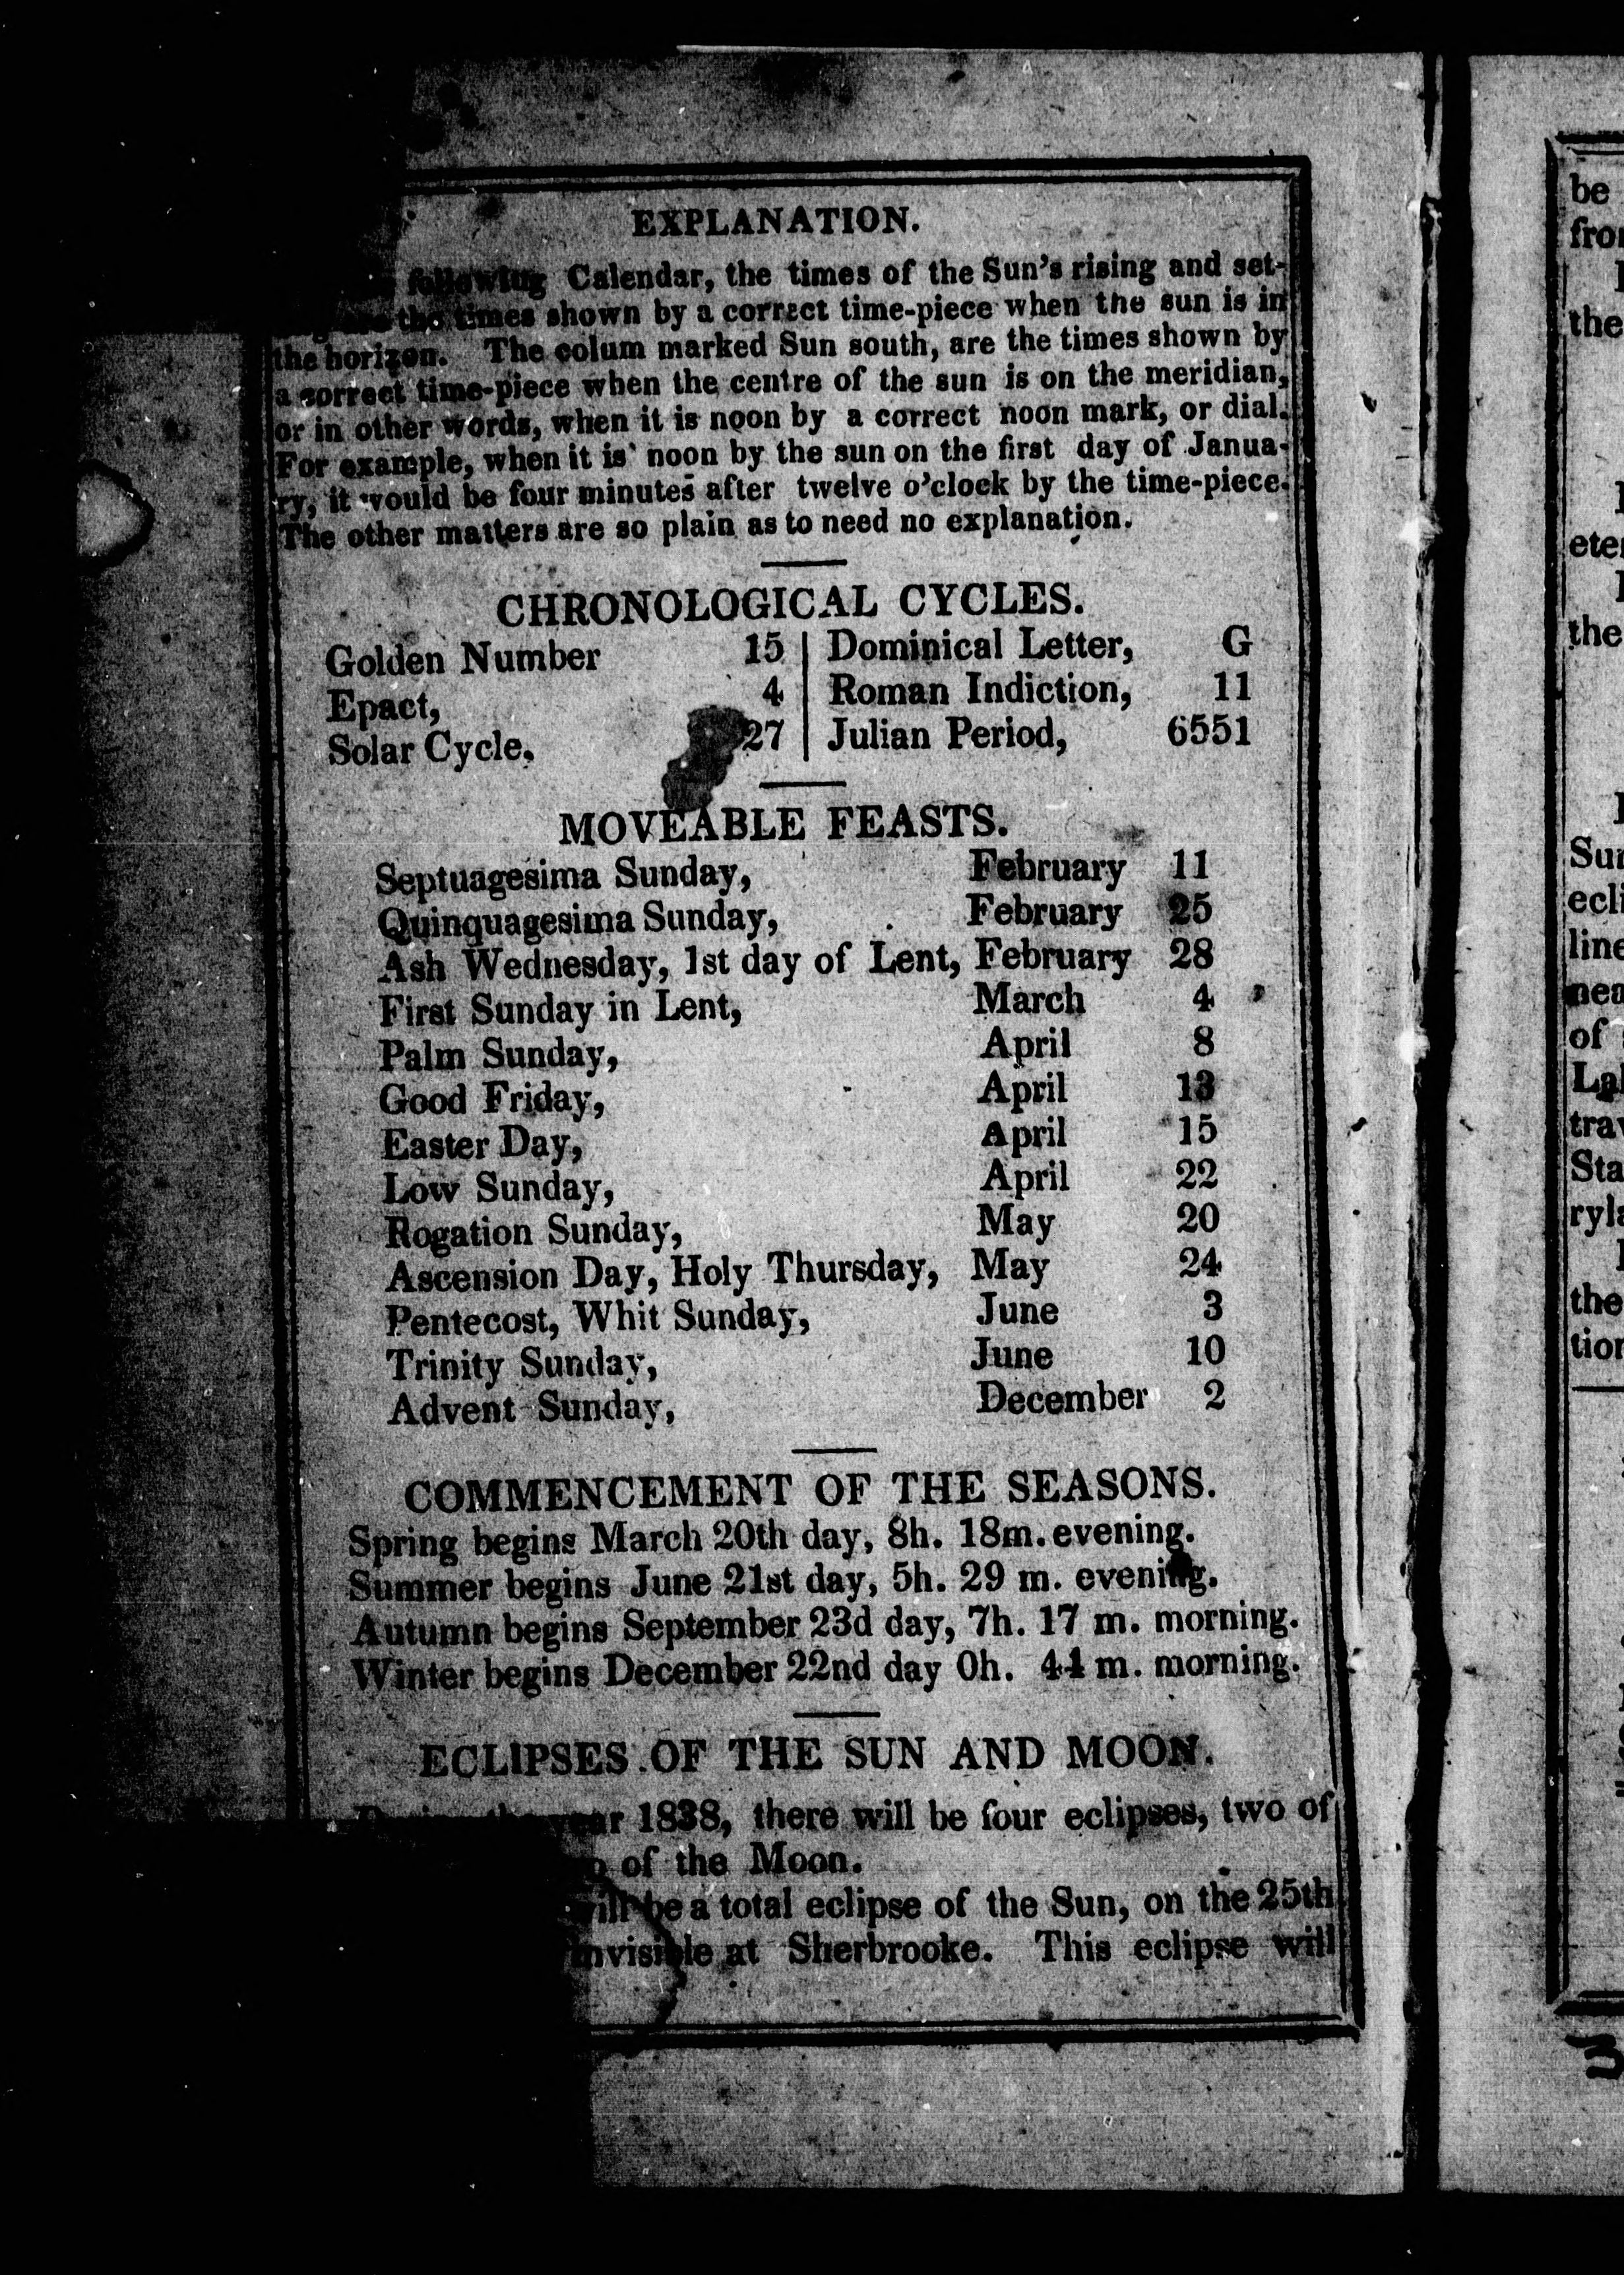 EXPLANATION.
following Calendar, the times of the Sun's rising and set-
the times shown by a correct time-piece when the sun is in
the horizon. The colum marked Sun south, are the times shown by
a correct time-piece when the centre of the sun is on the meridian,
or in other words, when it is noon by a correct noon mark, or dial.
For example, when it is noon by the sun on the first day of Janua-
ry, it would be four minutes after twelve o'clock by the time-piece.
The other matters are so plain as to need no explanation.
CHRONOLOGICAL CYCLES.
Golden Number 15 | Dominical Letter, G
Epact, 4 | Roman Indiction, 11
Solar Cycle, 27 | Julian Period, 6551
MOVEABLE FEASTS.
Septuagesima Sunday, February 11
Quinquagesima Sunday, February 25
Ash Wednesday, 1st day of Lent, February 28
First Sunday in Lent, March 4
Palm Sunday, April 8
Good Friday, April 13
Easter Day, April 15
Low Sunday, April 22
Rogation Sunday, May 20
Ascension Day, Holy Thursday, May 24
Pentecost, Whit Sunday, June 3
Trinity Sunday, June 10
Advent Sunday, December 2
COMMENCEMENT OF THE SEASONS.
Spring begins March 20th day, 8h. 18m. evening.
Summer begins June 21st day, 5h. 29 m. evening.
Autumn begins September 23d day, 7h. 17 m. morning.
Winter begins December 22nd day 0h. 44 m. morning.
ECLIPSES OF THE SUN AND MOON.
year 1838, there will be four eclipses, two of
of the Moon.
will be a total eclipse of the Sun, on the 25th
invisible at Sherbrooke. This eclipse will
be
the
the
of
the